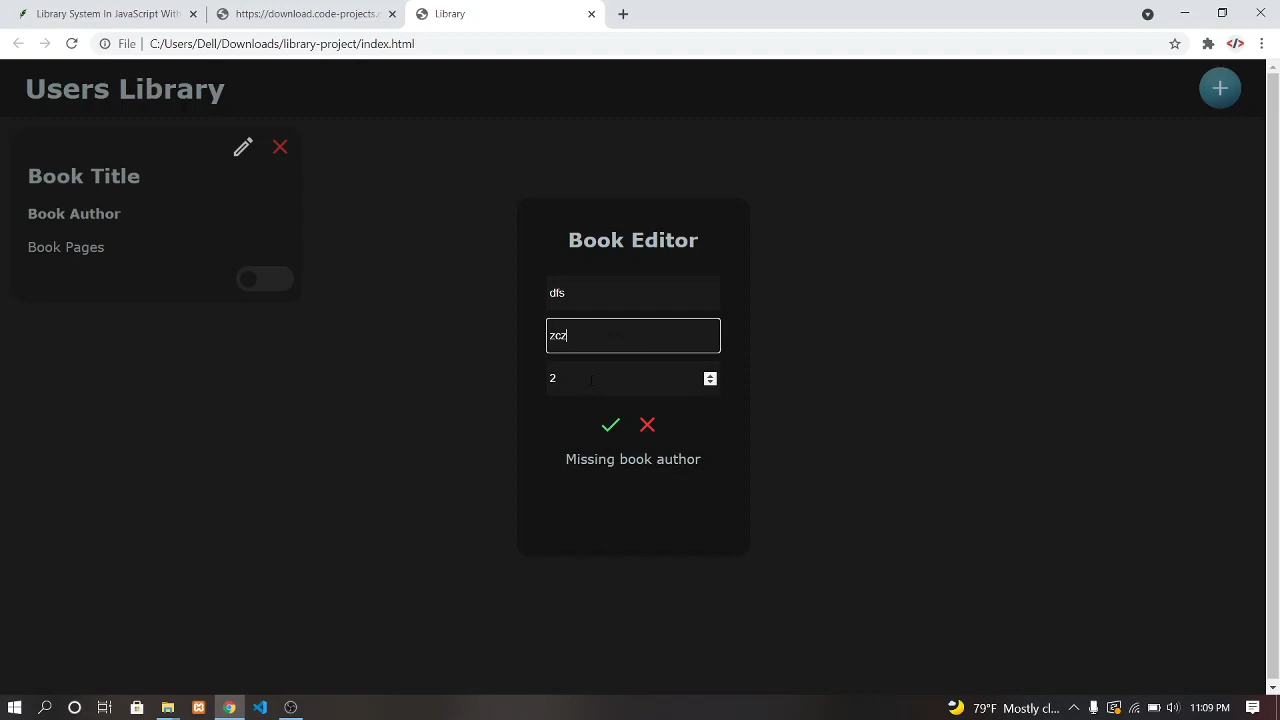 Library System In JavaScript With
https://download.code-projects.
Library
File
C:/Users/Dell/Downloads/library-project/index.html
Users Library
Book Title
Book Author
Book Pages
Book Editor
dfs
zcz
2
Missing book author
79°F Mostly cl...
11:09 PM